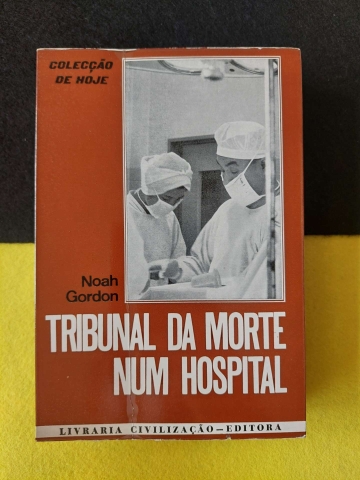 COLECÇÃO
DE HOJE
Noah
Gordon
TRIBUNAL DA MORTE
NUM HOSPITAL
LIVRARIA CIVILIZAÇÃO—EDITORA